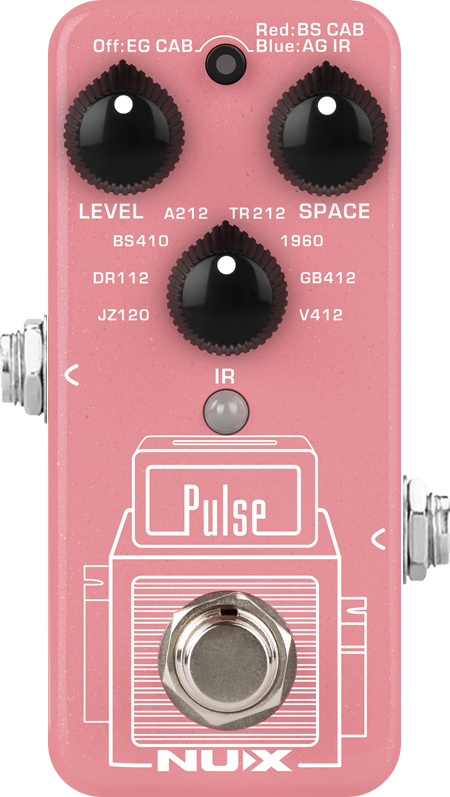 Red:BS CAB
Off:EG CAB
Blue:AG IR
LEVEL A212 TR212 SPACE
BS410 1960
DR112 GB412
JZ120 V412
IR
Pulse
NUX